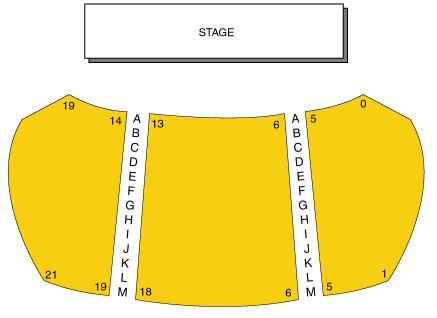 STAGE
19 0
14 A 13 6 A 5
B B
C C
D D
E E
F F
G G
H H
I I
J J
K K
21 L L 1
19 M 18 6 M 5